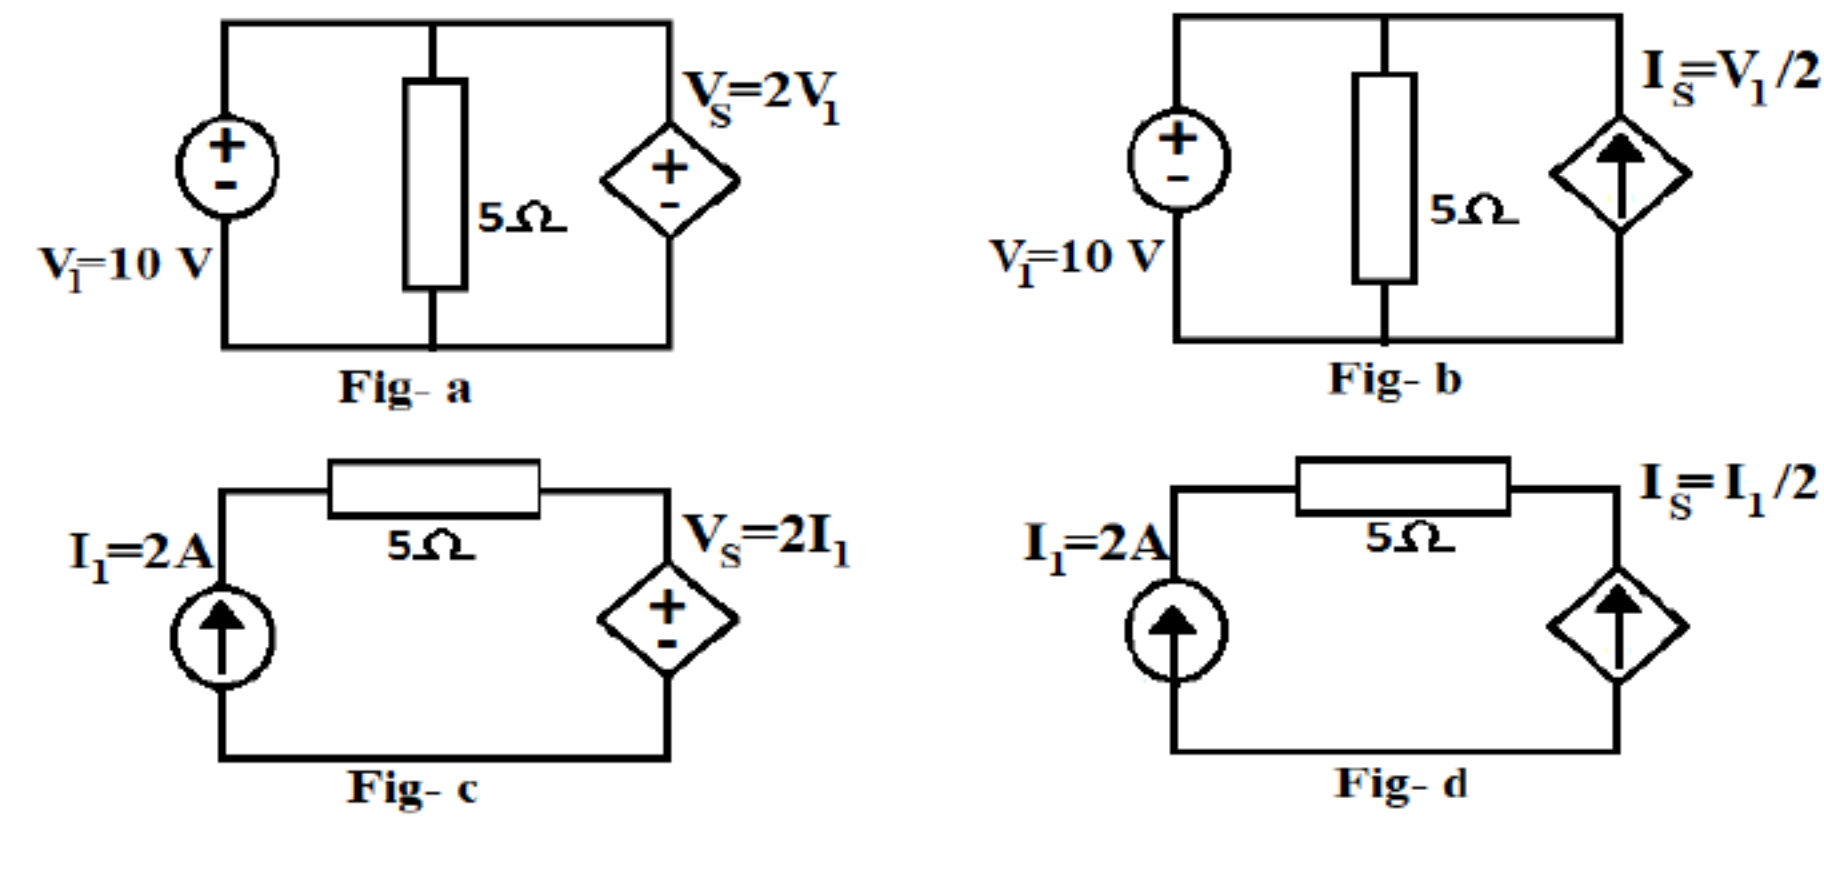 V₁=10 V
+
-
5Ω
Vₛ=2V₁
+
-
Fig- a
V₁=10 V
+
-
5Ω
Iₛ=V₁/2
Fig- b
I₁=2A
5Ω
Vₛ=2I₁
+
-
Fig- c
I₁=2A
5Ω
Iₛ=I₁/2
Fig- d